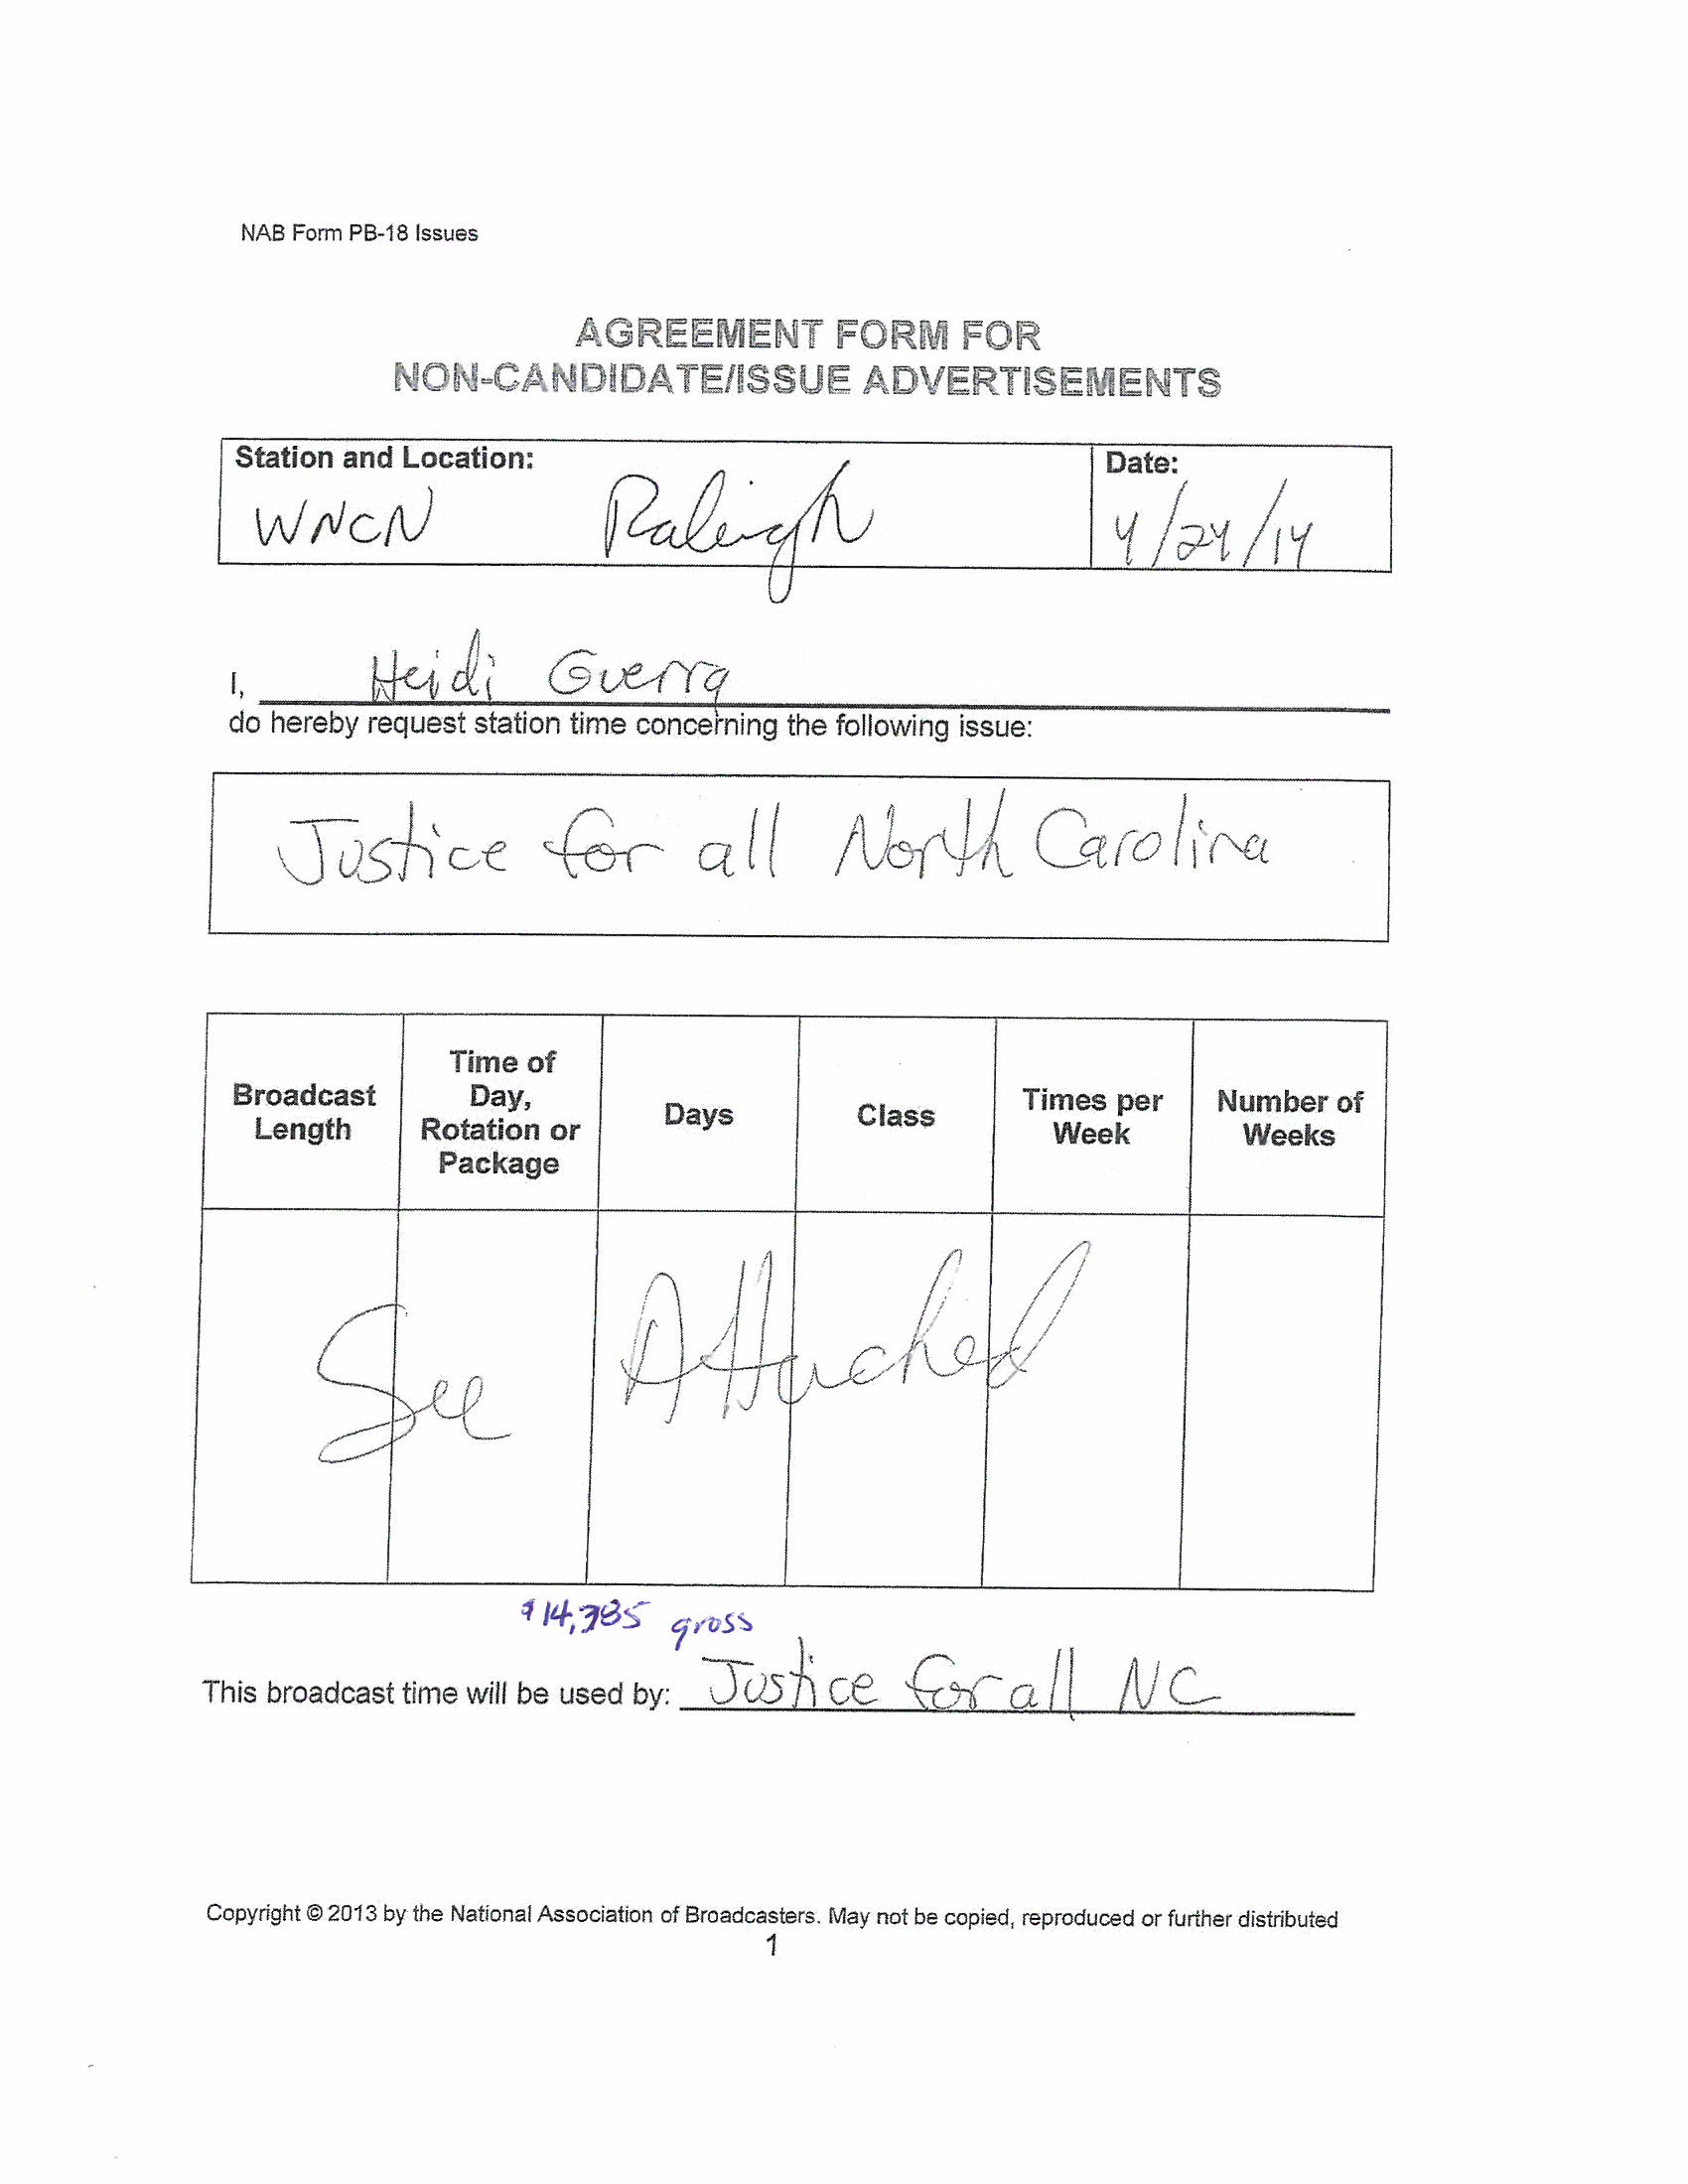 NAB Form PB-18 Issues
AGREEMENT FORM FOR
NON-CANDIDATE/ISSUE ADVERTISEMENTS
Station and Location:
WNCN Raleigh
Date:
4/24/14
I, Heidi Guerra
do hereby request station time concerning the following issue:
Justice for all North Carolina
Broadcast Length
Time of Day, Rotation or Package
Days
Class
Times per Week
Number of Weeks
See Attached
$14,385 gross
This broadcast time will be used by: Justice for all NC
Copyright © 2013 by the National Association of Broadcasters. May not be copied, reproduced or further distributed
1